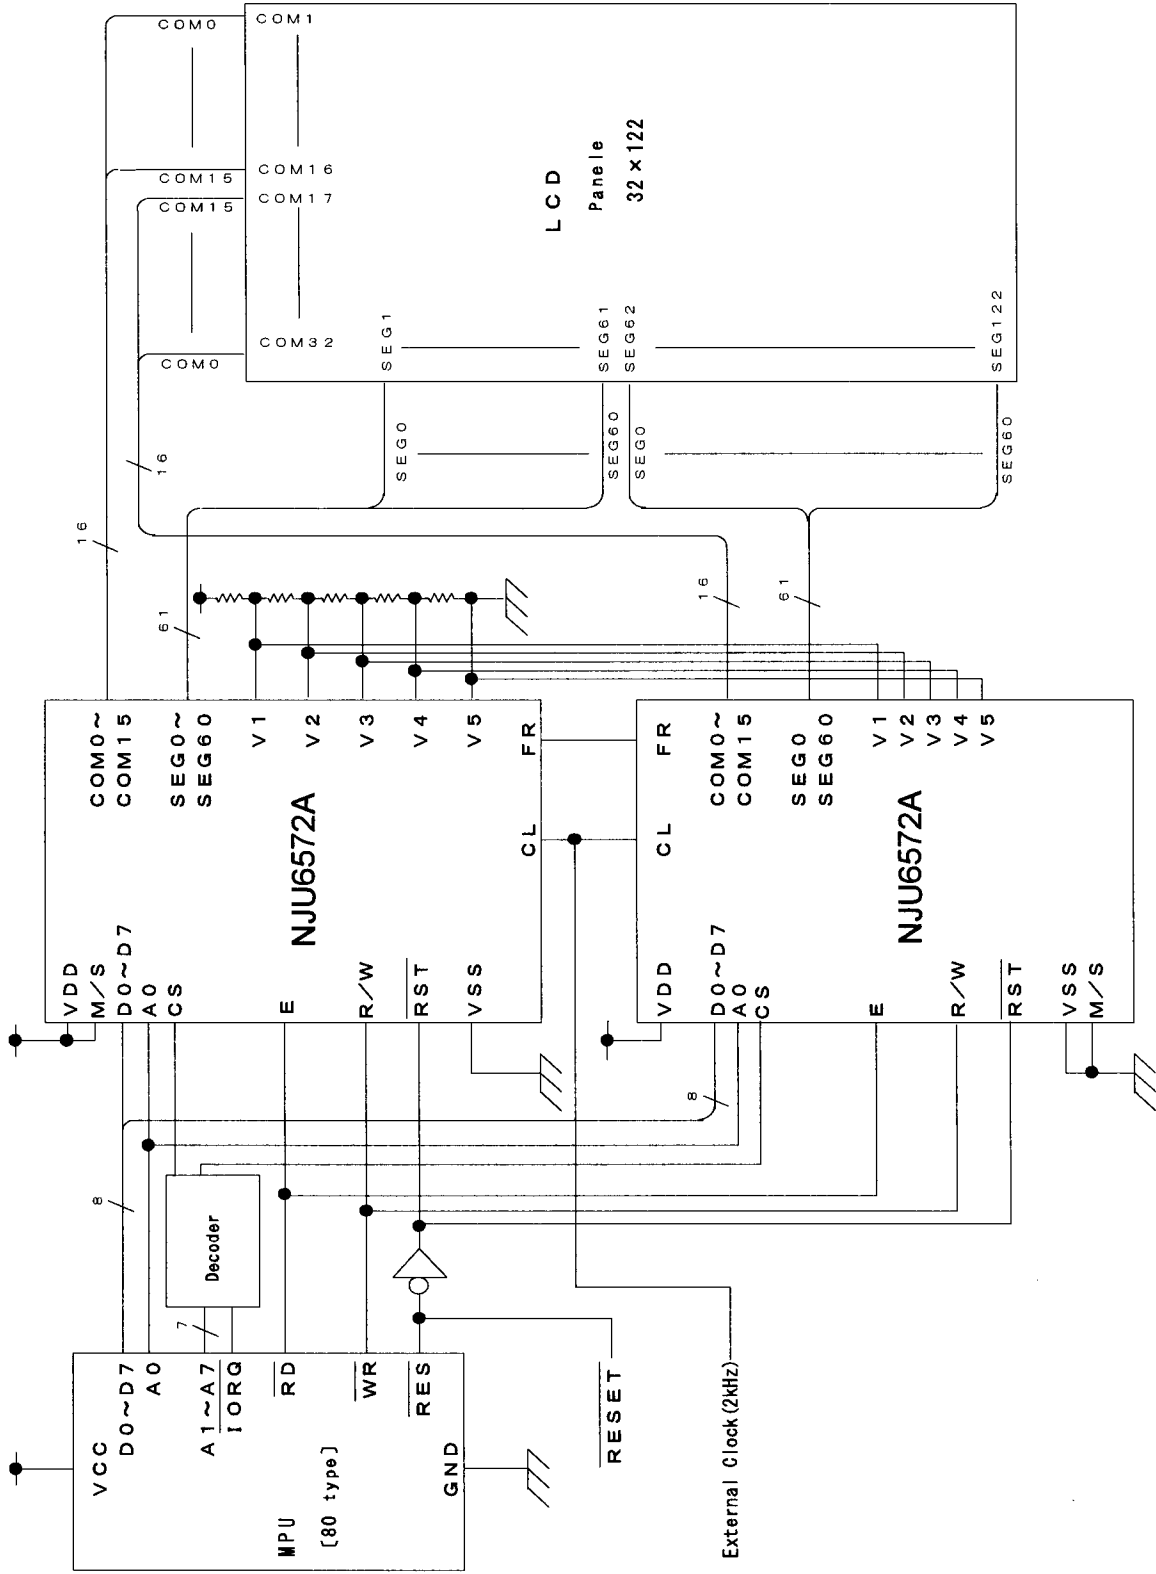 VCC
D0~D7
A0
A1~A7
IORQ
RD
WR
RES
GND
MPU
[80 type]
8
7
Decoder
RESET
External Clock(2kHz)
VDD
M/S
D0~D7
A0
CS
E
R/W
RST
VSS
NJU6572A
COM0~
COM15
SEG0~
SEG60
V1
V2
V3
V4
V5
FR
CL
16
61
8
VDD
D0~D7
A0
CS
E
R/W
RST
VSS
M/S
NJU6572A
CL
FR
COM0~
COM15
SEG0
SEG60
V1
V2
V3
V4
V5
16
61
16
COM0
COM15
COM15
COM0
COM1
COM16
COM17
COM32
SEG0
SEG60
SEG0
SEG60
SEG1
SEG61
SEG62
SEG122
LCD
Panele
32×122